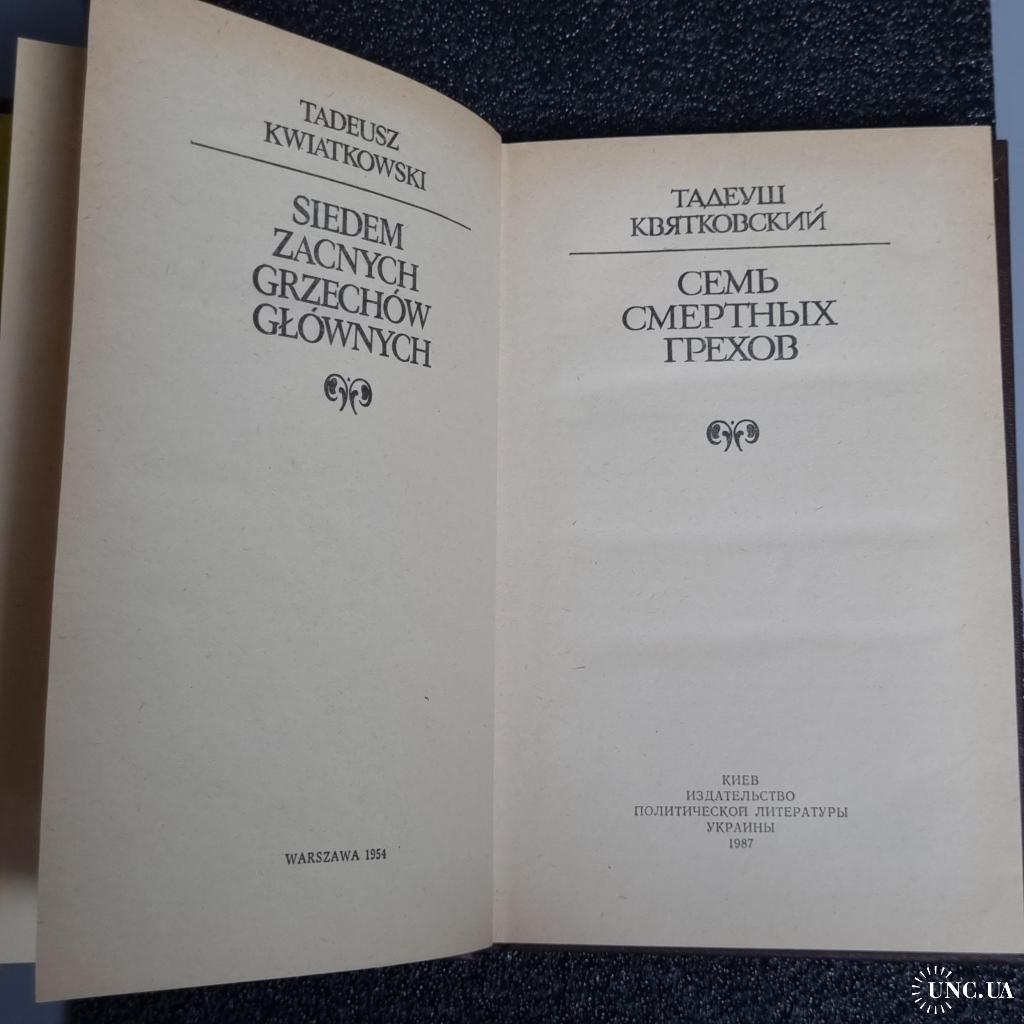 TADEUSZ
KWIATKOWSKI
SIEDEM
ZACNYCH
GRZECHÓW
GŁÓWNYCH
WARSZAWA 1954
ТАДЕУШ
КВЯТКОВСКИЙ
СЕМЬ
СМЕРТНЫХ
ГРЕХОВ
КИЕВ
ИЗДАТЕЛЬСТВО
ПОЛИТИЧЕСКОЙ ЛИТЕРАТУРЫ
УКРАИНЫ
1987
UNC.UA